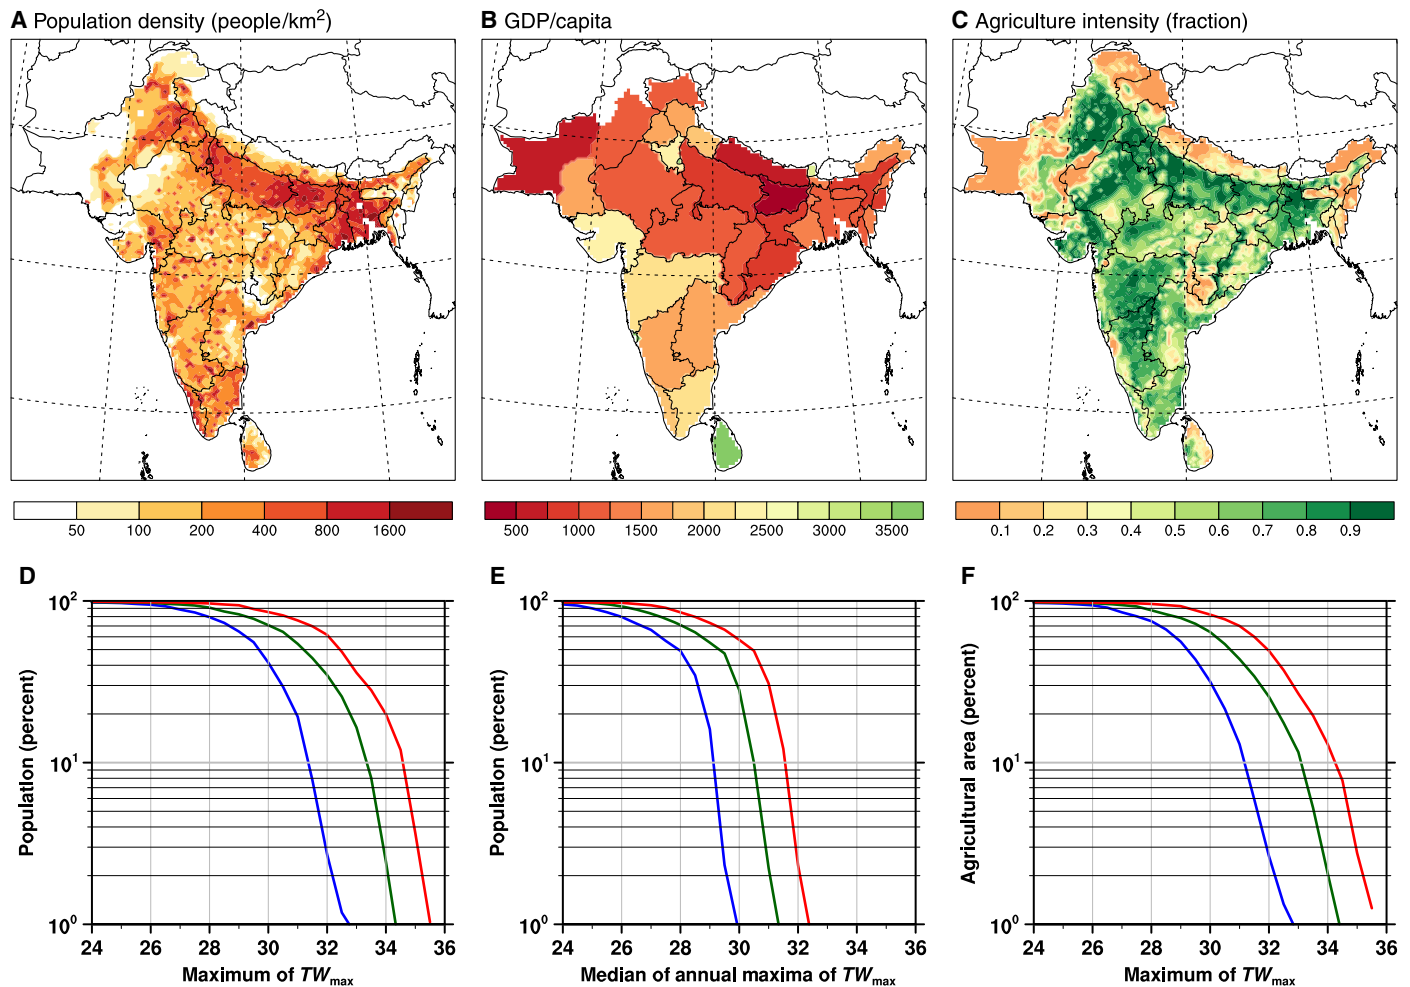 A Population density (people/km²)
B GDP/capita
C Agriculture intensity (fraction)
50 100 200 400 800 1600
500 1000 1500 2000 2500 3000 3500
0.1 0.2 0.3 0.4 0.5 0.6 0.7 0.8 0.9
D
E
F
10²
10¹
10⁰
Population (percent)
24 26 28 30 32 34 36
Maximum of TWmax
10²
10¹
10⁰
Population (percent)
24 26 28 30 32 34 36
Median of annual maxima of TWmax
10²
10¹
10⁰
Agricultural area (percent)
24 26 28 30 32 34 36
Maximum of TWmax